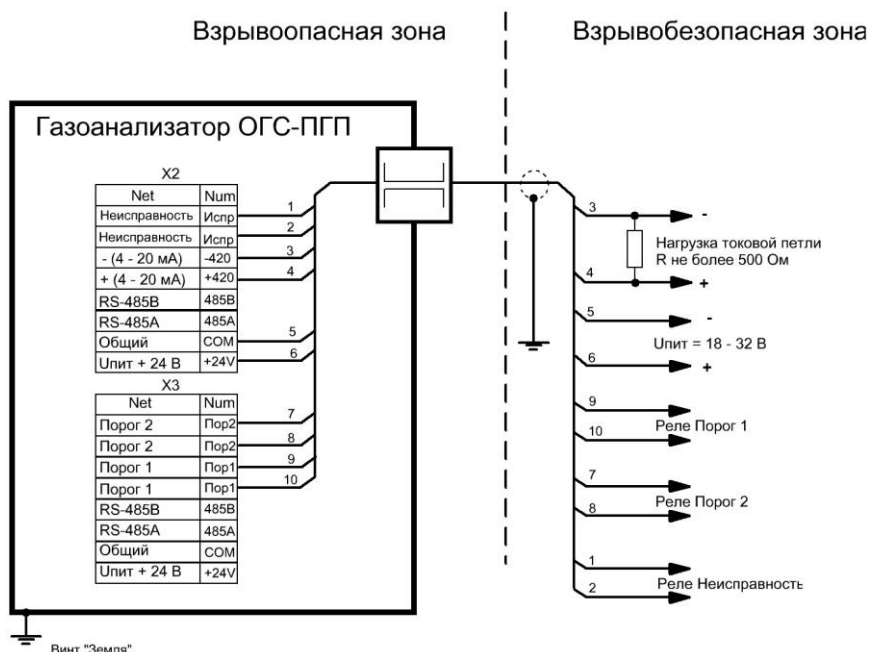 Взрывоопасная зона
Взрывобезопасная зона
Газоанализатор ОГС-ПГП
X2
Net Num
Неисправность Испр 1
Неисправность Испр 2
- (4 - 20 мА) -420 3
+ (4 - 20 мА) +420 4
RS-485B 485B
RS-485A 485A
Общий COM 5
Uпит + 24 В +24V 6
X3
Net Num
Порог 2 Пор2 7
Порог 2 Пор2 8
Порог 1 Пор1 9
Порог 1 Пор1 10
RS-485B 485B
RS-485A 485A
Общий COM
Uпит + 24 В +24V
Винт "Земля"
3 -
Нагрузка токовой петли
R не более 500 Ом
4 +
5 -
Uпит = 18 - 32 В
6 +
9
Реле Порог 1
10
7
Реле Порог 2
8
1
Реле Неисправность
2